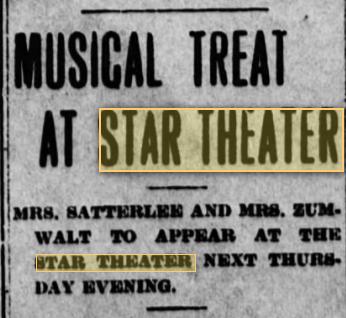 MUSICAL TREAT
AT STAR THEATER
MRS. SATTERLEE AND MRS. ZUM-
WALT TO APPEAR AT THE
STAR THEATER NEXT THURS-
DAY EVENING.